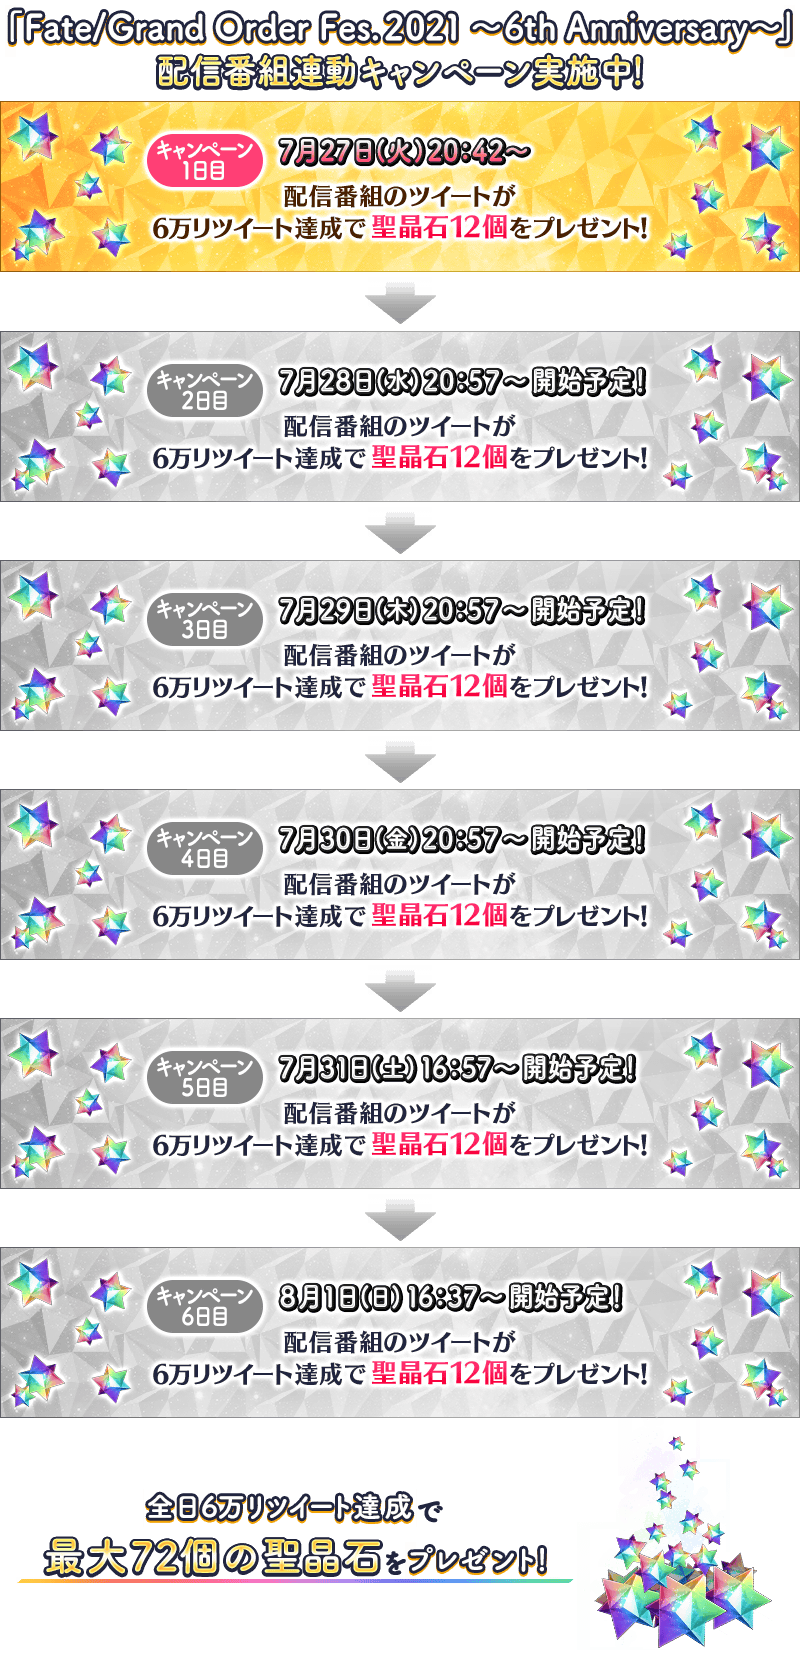 「Fate/Grand Order Fes. 2021 ～6th Anniversary～」
配信番組連動キャンペーン実施中!
キャンペーン
1日目
7月27日(火)20:42～
配信番組のツイートが
6万リツイート達成で聖晶石12個をプレゼント!
キャンペーン
2日目
7月28日(水)20:57～開始予定!
配信番組のツイートが
6万リツイート達成で聖晶石12個をプレゼント!
キャンペーン
3日目
7月29日(木)20:57～開始予定!
配信番組のツイートが
6万リツイート達成で聖晶石12個をプレゼント!
キャンペーン
4日目
7月30日(金)20:57～開始予定!
配信番組のツイートが
6万リツイート達成で聖晶石12個をプレゼント!
キャンペーン
5日目
7月31日(土)16:57～開始予定!
配信番組のツイートが
6万リツイート達成で聖晶石12個をプレゼント!
キャンペーン
6日目
8月1日(日)16:37～開始予定!
配信番組のツイートが
6万リツイート達成で聖晶石12個をプレゼント!
全日6万リツイート達成で
最大72個の聖晶石をプレゼント!